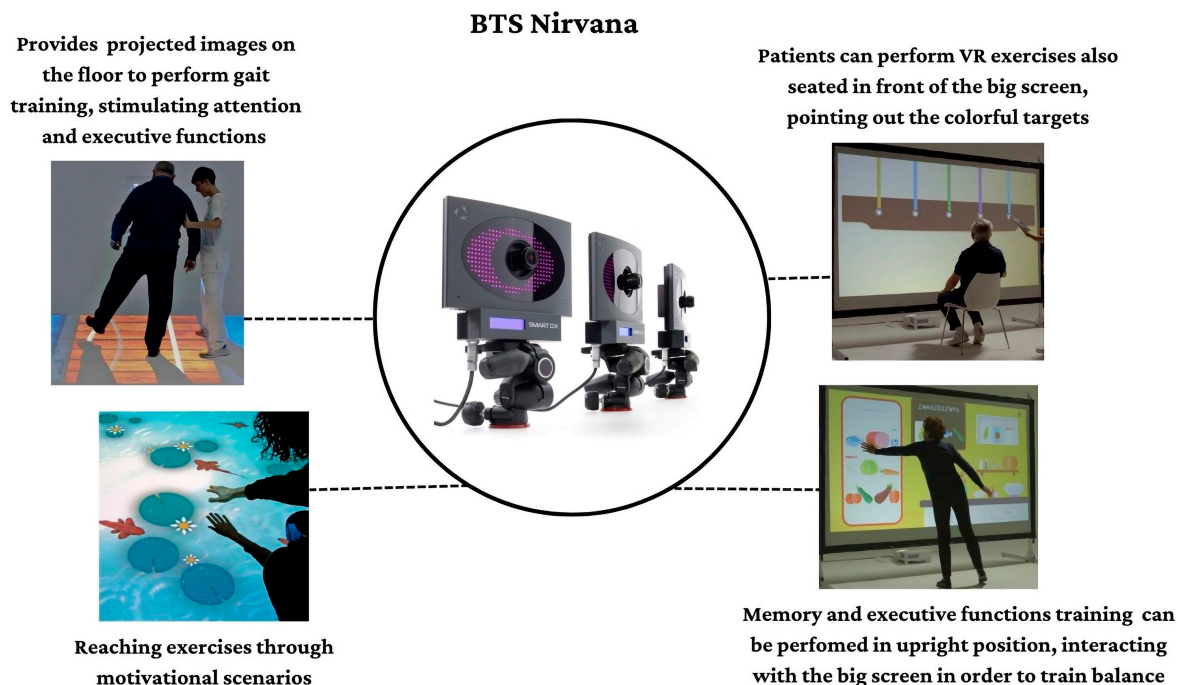 BTS Nirvana
Provides projected images on
the floor to perform gait
training, stimulating attention
and executive functions
Patients can perform VR exercises also
seated in front of the big screen,
pointing out the colorful targets
SMART DX
SMART DX
INGREDIENTS
Reaching exercises through
motivational scenarios
Memory and executive functions training can
be perfomed in upright position, interacting
with the big screen in order to train balance